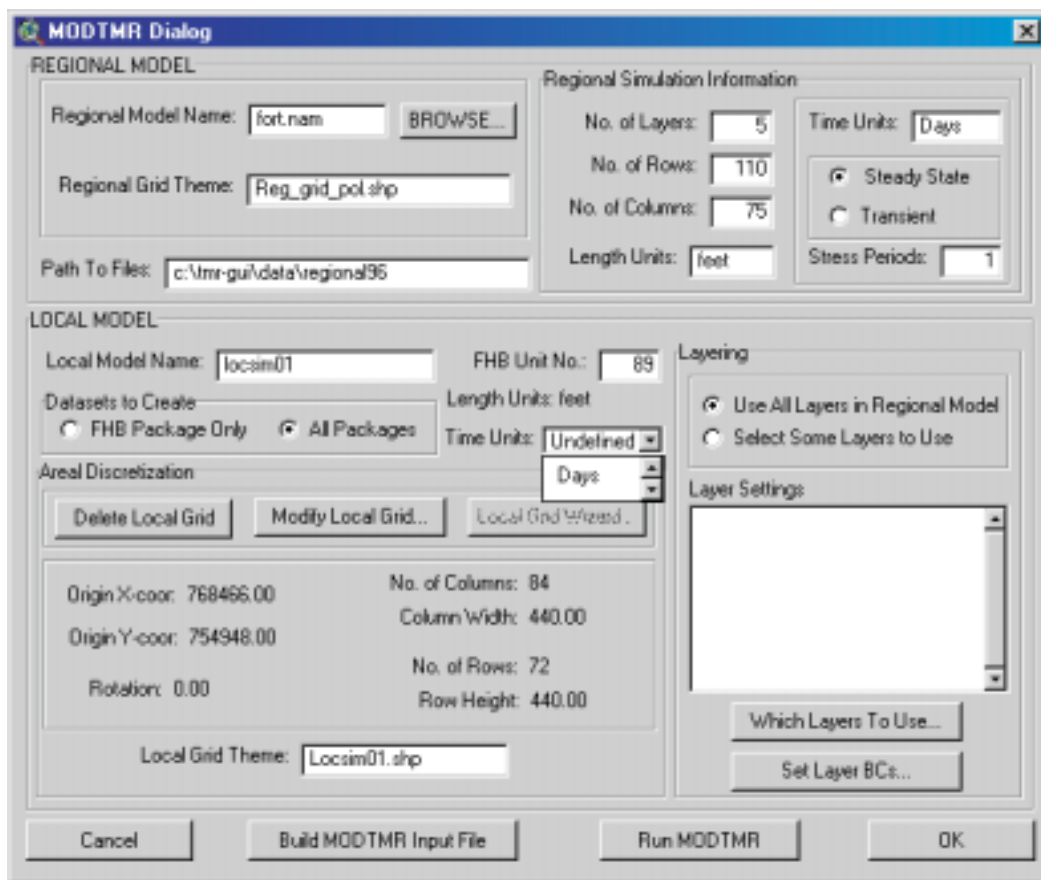 MODTMR Dialog
REGIONAL MODEL
Regional Model Name: fort.nam BROWSE...
Regional Grid Theme: Reg_grid_pol.shp
Path To Files: c:\tmr-gui\data\regional96
Regional Simulation Information
No. of Layers: 5
No. of Rows: 110
No. of Columns: 75
Length Units: feet
Time Units: Days
Steady State
Transient
Stress Periods: 1
LOCAL MODEL
Local Model Name: locsim01
FHB Unit No.: 89
Datasets to Create
FHB Package Only All Packages
Length Units: feet
Time Units: Undefined
Days
Areal Discretization
Delete Local Grid Modify Local Grid... Local Grid Wizard...
Origin X-coor: 768466.00
Origin Y-coor: 754948.00
Rotation: 0.00
No. of Columns: 84
Column Width: 440.00
No. of Rows: 72
Row Height: 440.00
Local Grid Theme: Locsim01.shp
Layering
Use All Layers in Regional Model
Select Some Layers to Use
Layer Settings
Which Layers To Use...
Set Layer BCs...
Cancel Build MODTMR Input File Run MODTMR OK